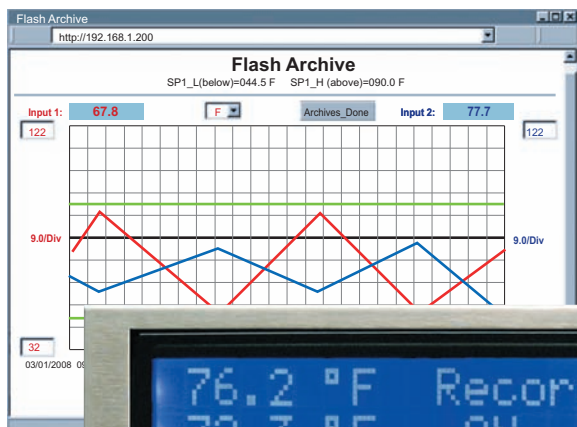 Flash Archive
http://192.168.1.200
Flash Archive
SP1_L(below)=044.5 F SP1_H (above)=090.0 F
Input 1: 67.8 F Archives_Done Input 2: 77.7
122 122
9.0/Div 9.0/Div
32
03/01/2008
76.2 °F Recor